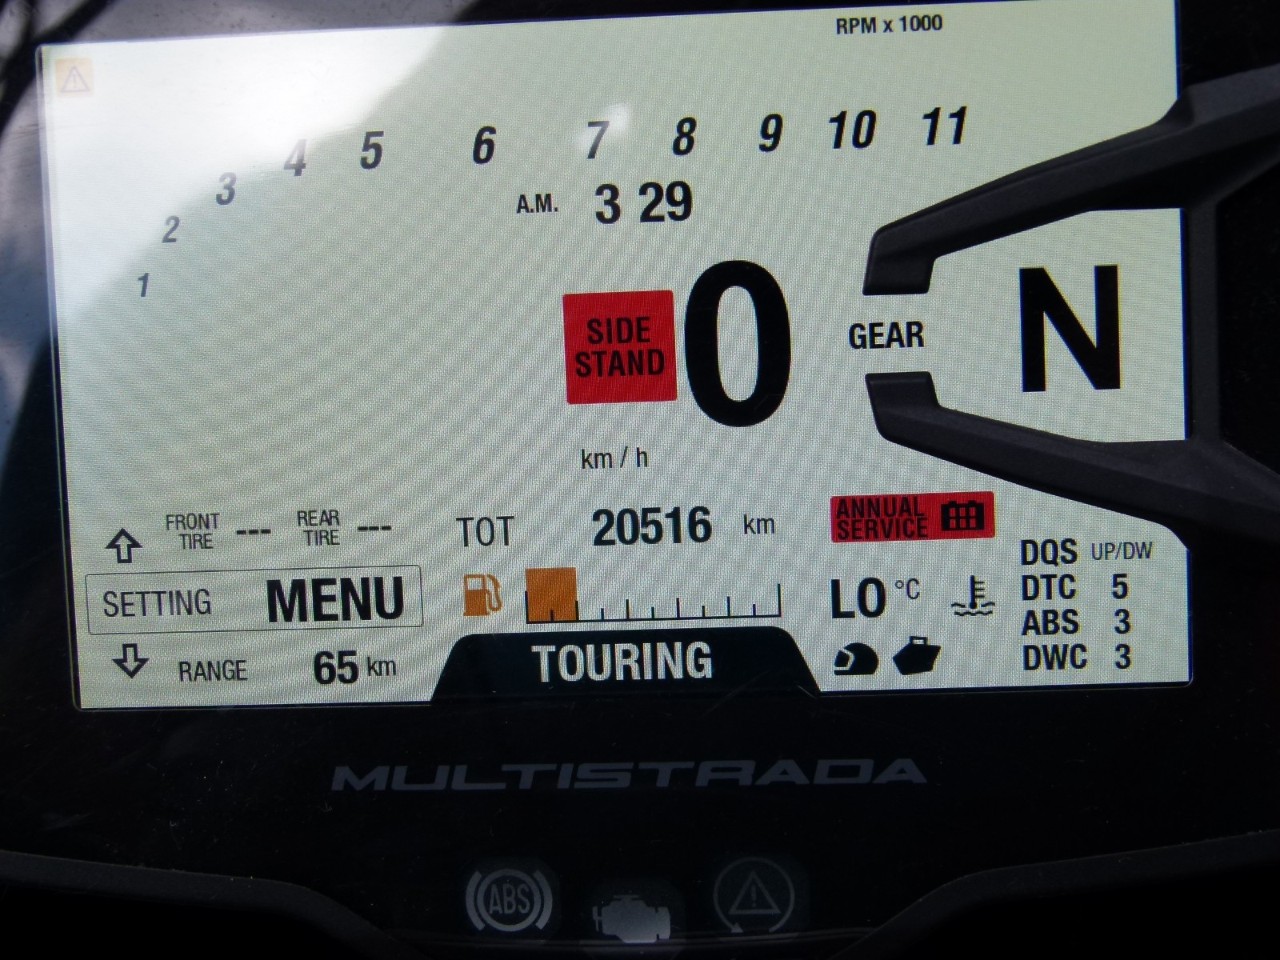 RPM x 1000
1 2 3 4 5 6 7 8 9 10 11
A.M. 3 29
SIDE
STAND
0
km / h
GEAR
N
FRONT
TIRE
---
REAR
TIRE
---
TOT 20516 km
ANNUAL
SERVICE
SETTING MENU
RANGE 65 km
TOURING
LO °C
DQS UP/DW
DTC 5
ABS 3
DWC 3
MULTISTRADA
ABS